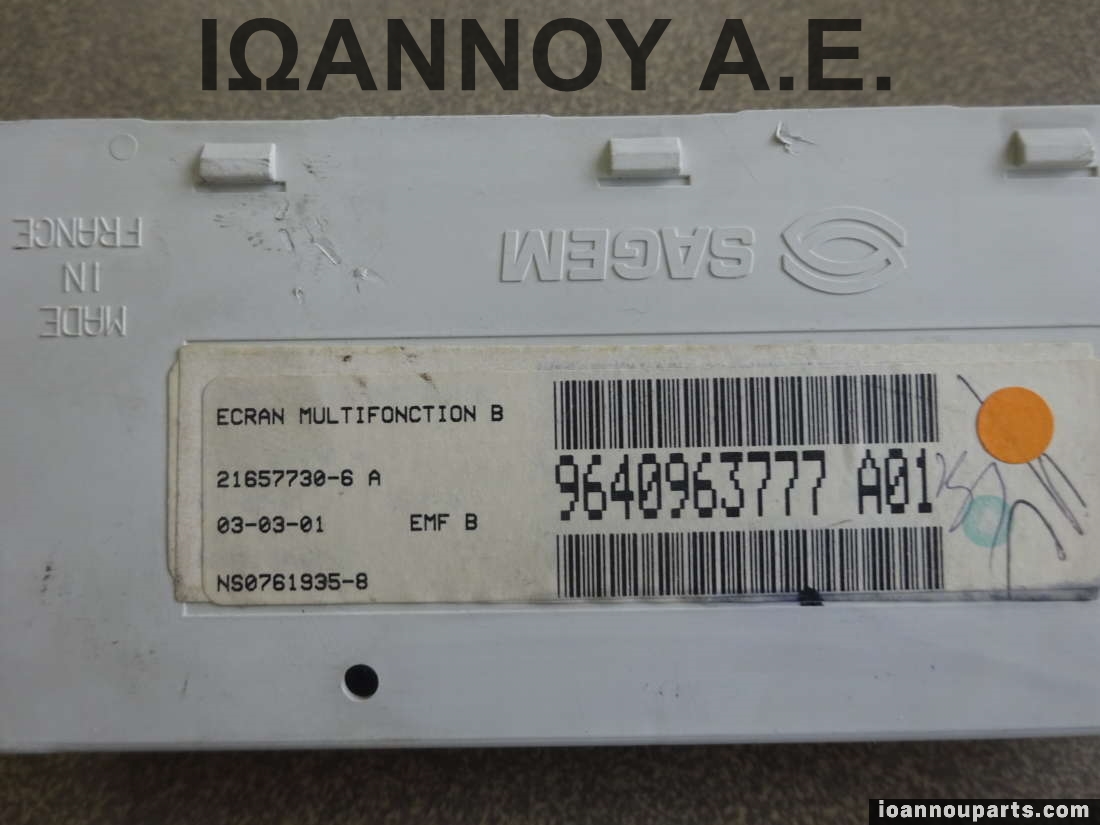 ΙΩΑΝΝΟΥ Α.Ε.
MADE
IN
FRANCE
SAGEM
ECRAN MULTIFONCTION B
21657730-6 A
03-03-01 EMF B
NS0761935-8
9640963777 A01
ioannouparts.com